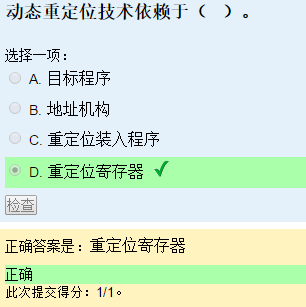 动态重定位技术依赖于（ ）。
选择一项：
A. 目标程序
B. 地址机构
C. 重定位装入程序
D. 重定位寄存器 ✓
检查
正确答案是：重定位寄存器
正确
此次提交得分：1/1。